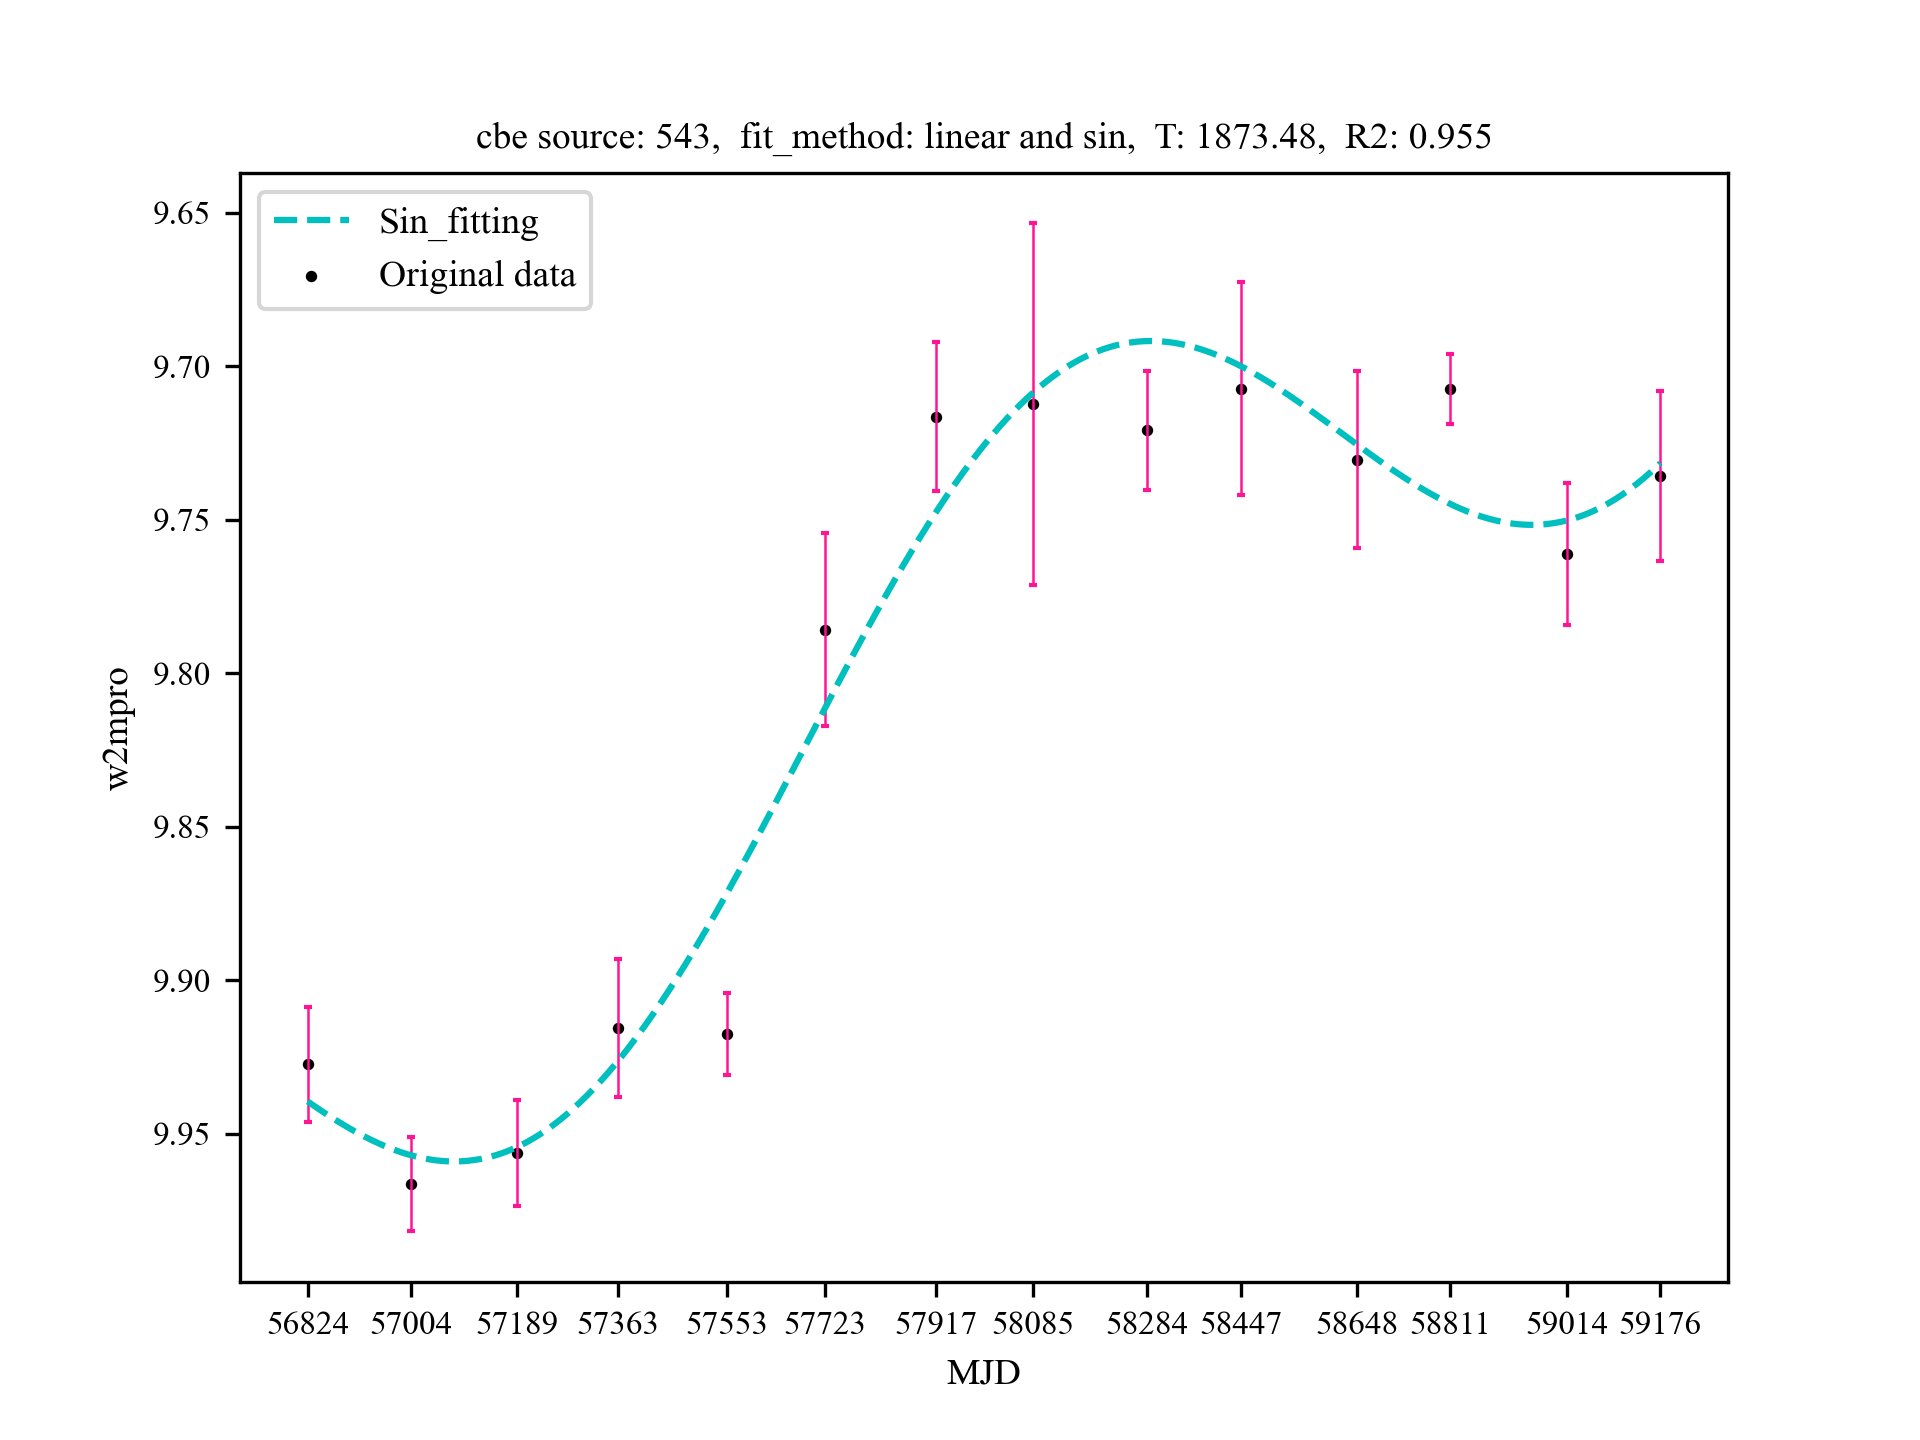 cbe source: 543,  fit_method: linear and sin,  T: 1873.48,  R2: 0.955
Sin_fitting
Original data
9.65
9.70
9.75
9.80
9.85
9.90
9.95
w2mpro
56824 57004 57189 57363 57553 57723 57917 58085 58284 58447 58648 58811 59014 59176
MJD